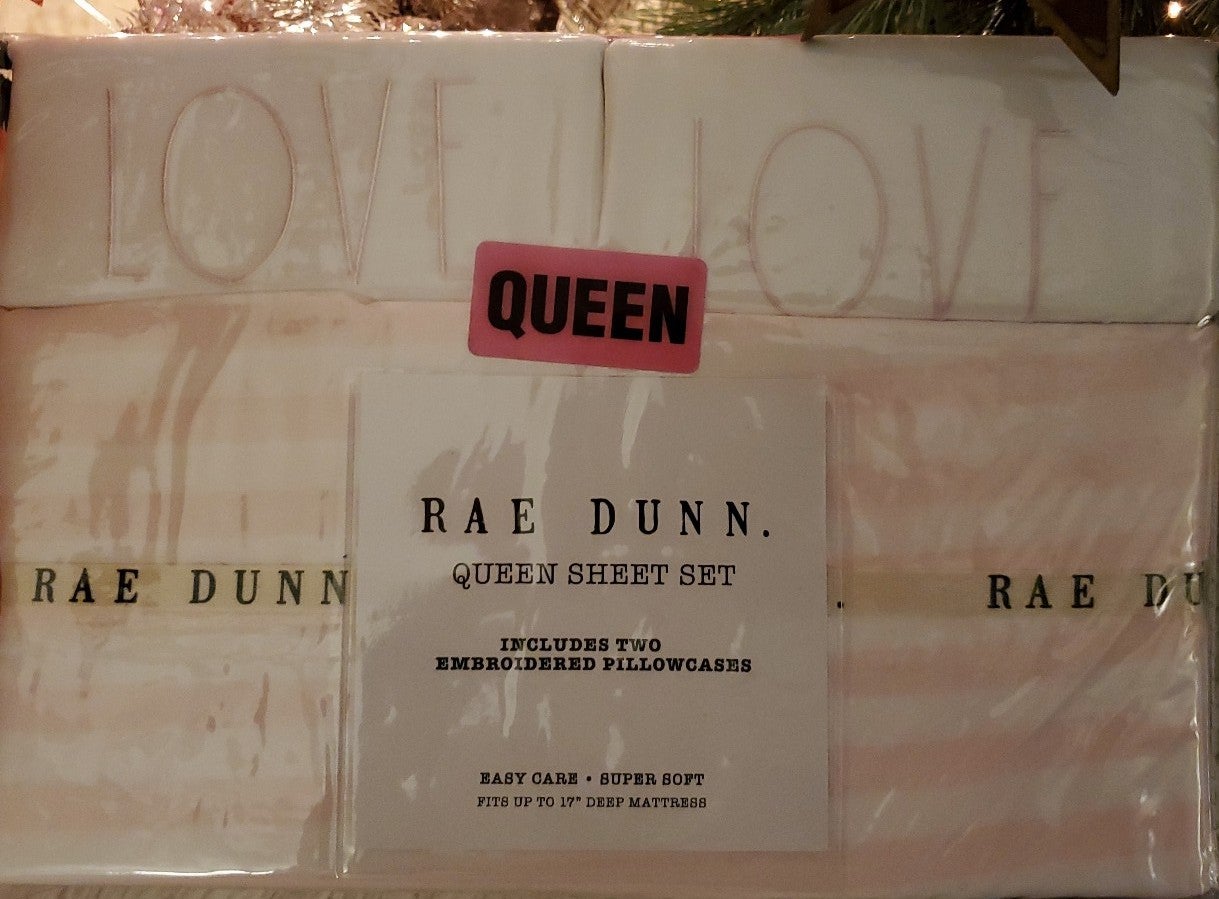 LOVE LOVE
QUEEN
RAE DUNN.
QUEEN SHEET SET
RAE DUNN . RAE DU
INCLUDES TWO
EMBROIDERED PILLOWCASES
EASY CARE • SUPER SOFT
FITS UP TO 17" DEEP MATTRESS